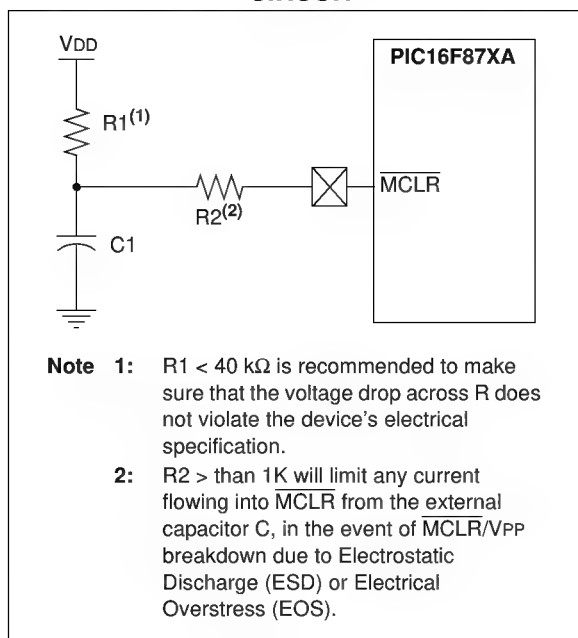 VDD
PIC16F87XA
R1(1)
R2(2)
MCLR
C1
Note 1: R1 < 40 kΩ is recommended to make
sure that the voltage drop across R does
not violate the device's electrical
specification.
2: R2 > than 1K will limit any current
flowing into MCLR from the external
capacitor C, in the event of MCLR/VPP
breakdown due to Electrostatic
Discharge (ESD) or Electrical
Overstress (EOS).